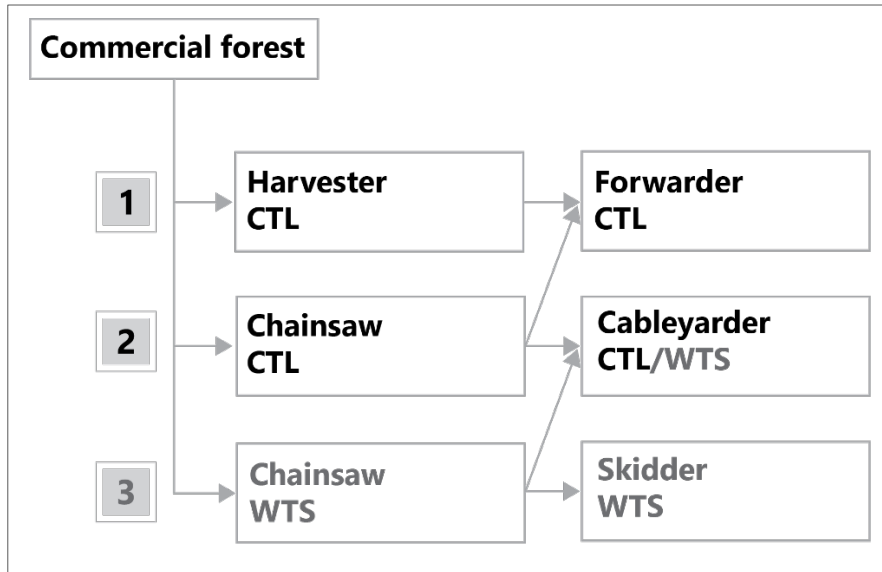 Commercial forest
1
Harvester
CTL
Forwarder
CTL
2
Chainsaw
CTL
Cableyarder
CTL/WTS
3
Chainsaw
WTS
Skidder
WTS